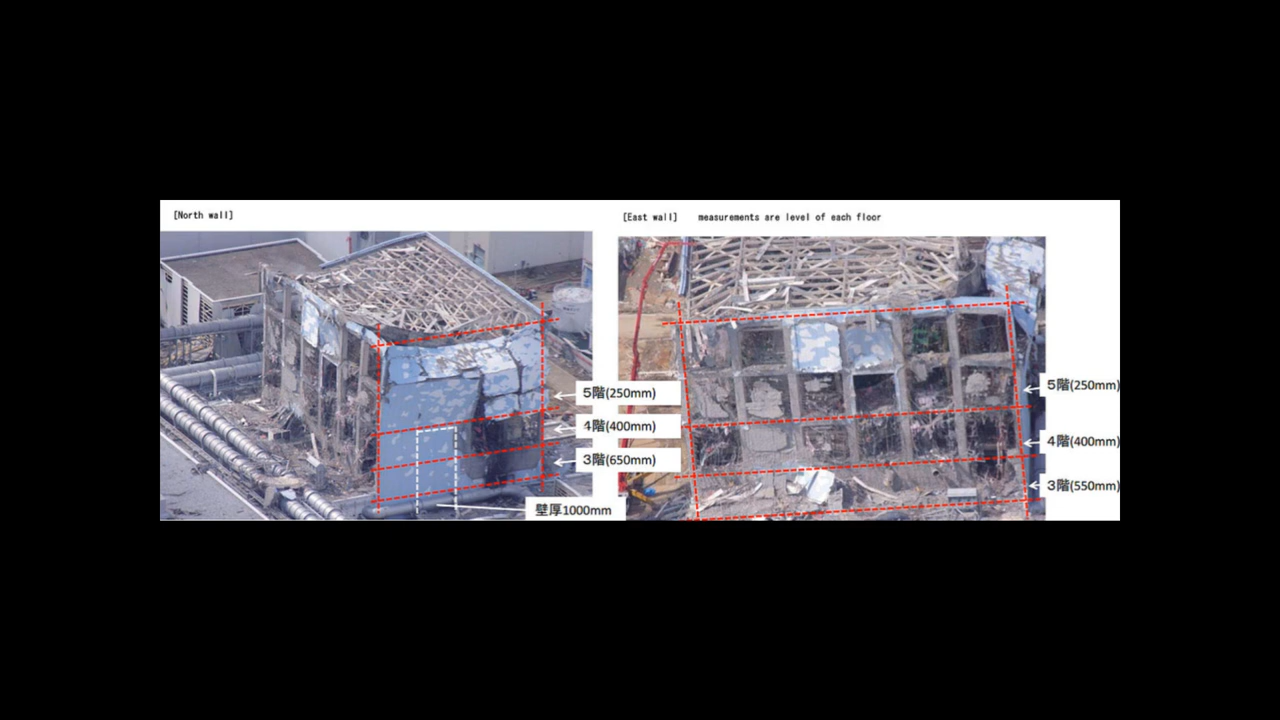 [North wall]
[East wall] measurements are level of each floor
5階(250mm)
4階(400mm)
3階(650mm)
壁厚1000mm
5階(250mm)
4階(400mm)
3階(550mm)